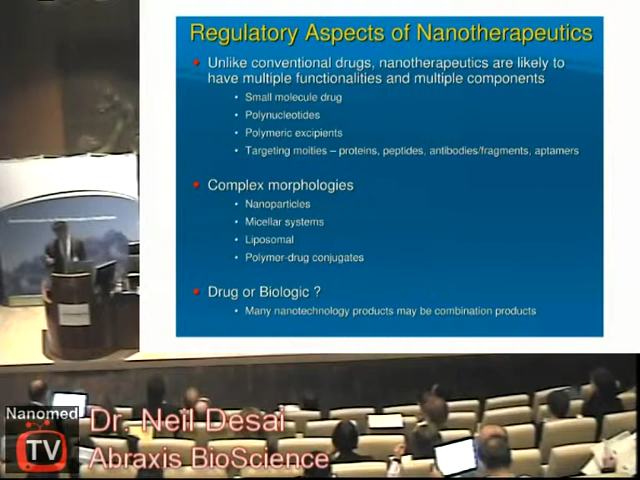 Regulatory Aspects of Nanotherapeutics
• Unlike conventional drugs, nanotherapeutics are likely to
have multiple functionalities and multiple components
• Small molecule drug
• Polynucleotides
• Polymeric excipients
• Targeting moities – proteins, peptides, antibodies/fragments, aptamers
• Complex morphologies
• Nanoparticles
• Micellar systems
• Liposomal
• Polymer-drug conjugates
• Drug or Biologic ?
• Many nanotechnology products may be combination products
Nanomed
TV
Dr. Neil Desai
Abraxis BioScience